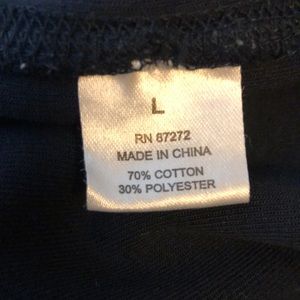 L
RN 87272
MADE IN CHINA
70% COTTON
30% POLYESTER